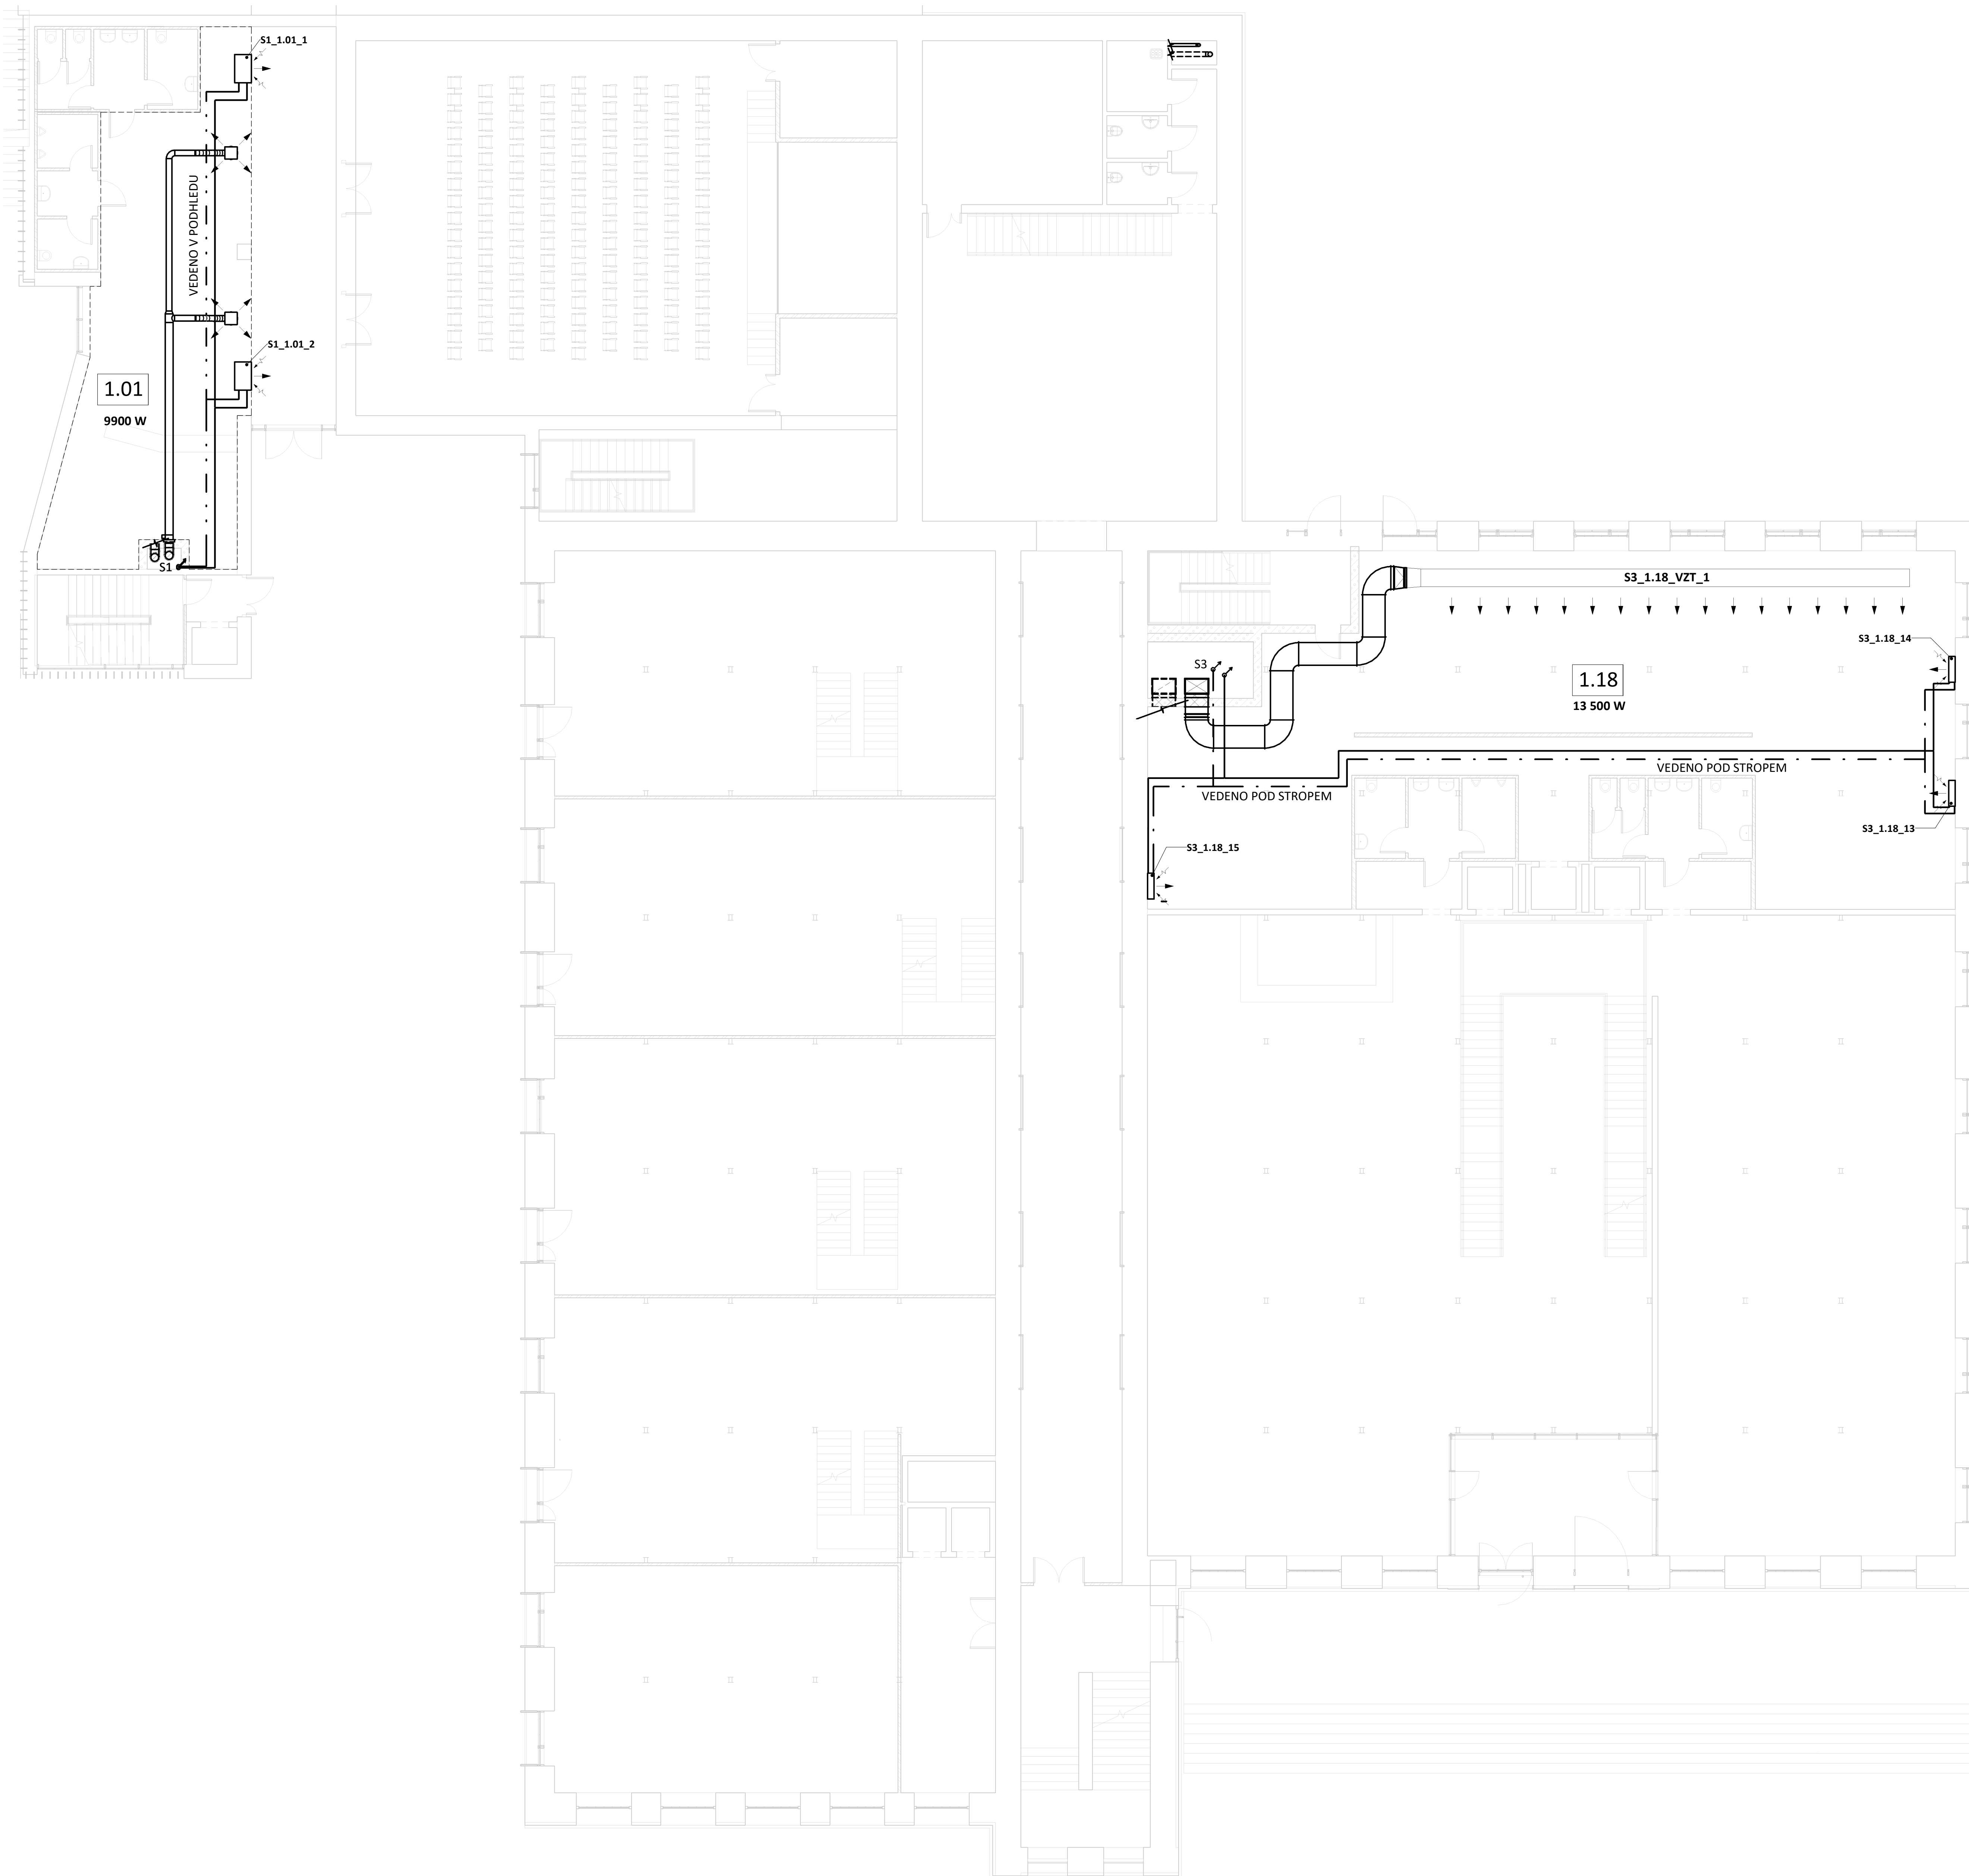 S1_1.01_1
VEDENO V PODHLEDU
S1_1.01_2
1.01
9900 W
S1
S3_1.18_VZT_1
S3_1.18_14
S3
1.18
13 500 W
VEDENO POD STROPEM
VEDENO POD STROPEM
S3_1.18_13
S3_1.18_15